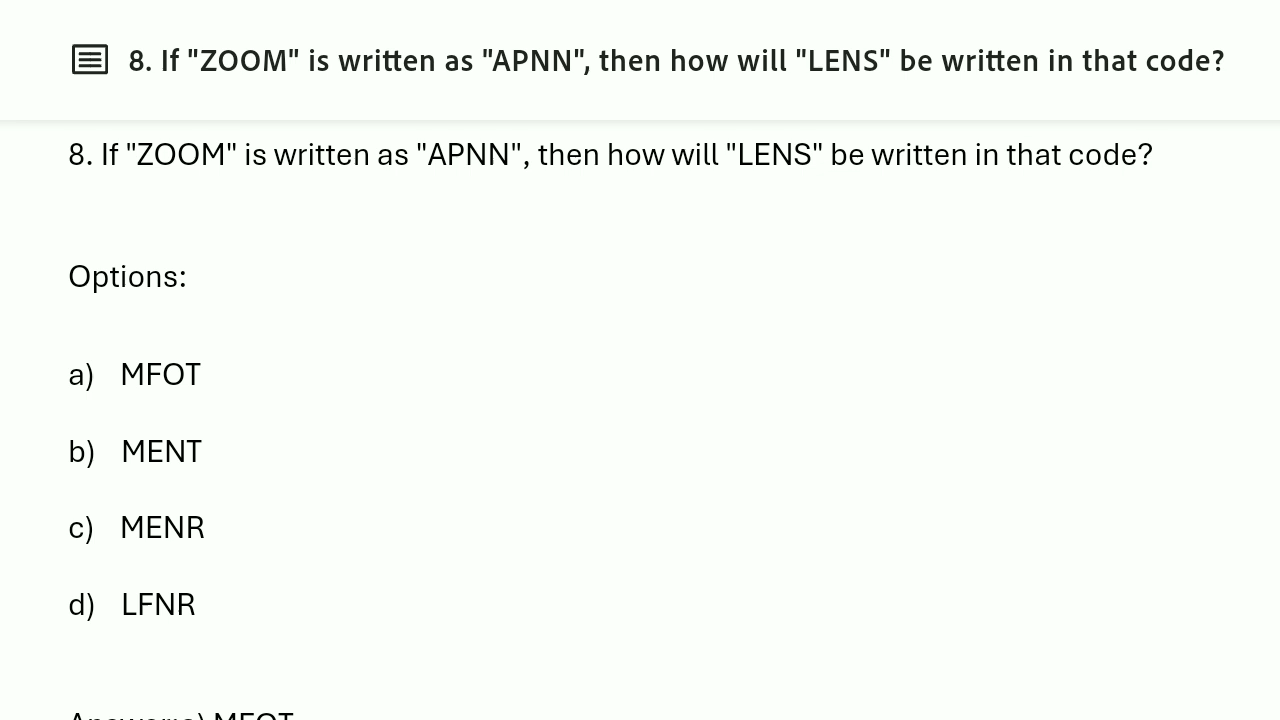 8. If "ZOOM" is written as "APNN", then how will "LENS" be written in that code?
8. If "ZOOM" is written as "APNN", then how will "LENS" be written in that code?
Options:
a) MFOT
b) MENT
c) MENR
d) LFNR